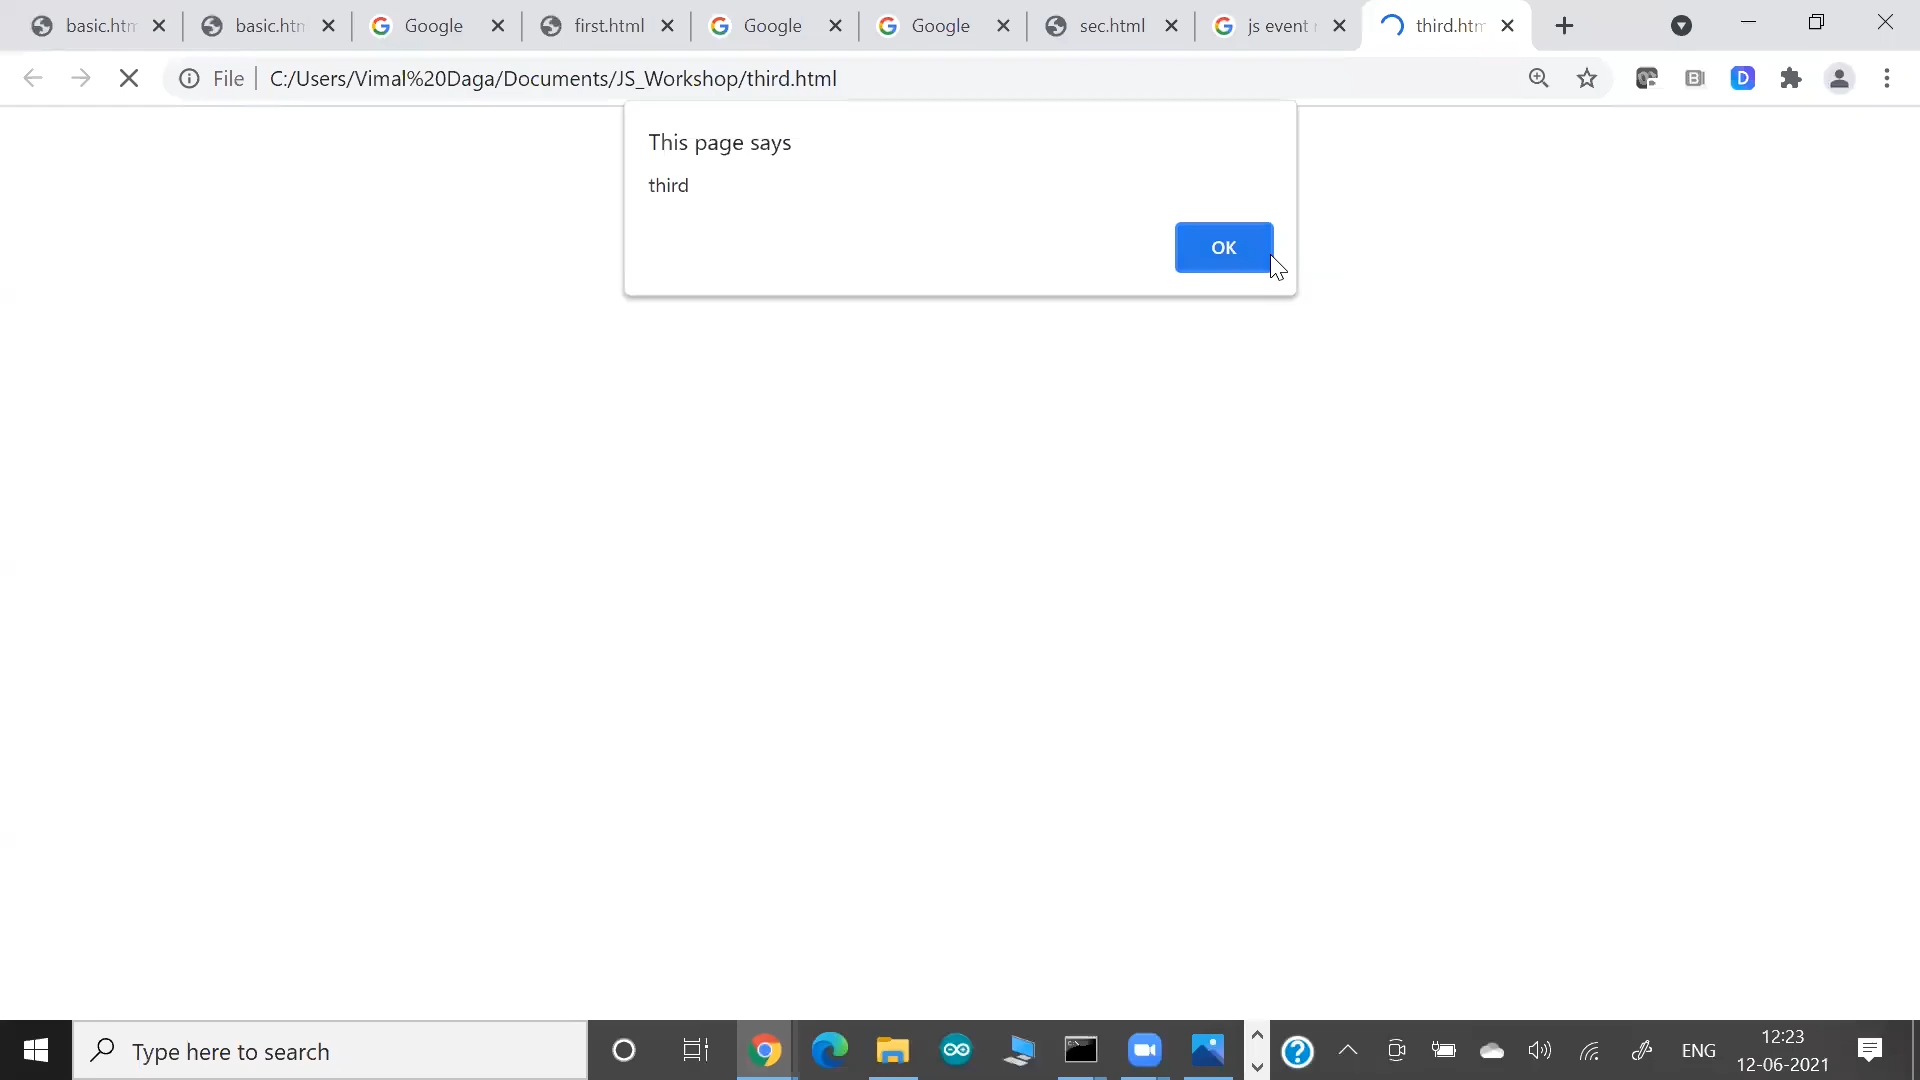 basic.htm
basic.htm
Google
first.html
Google
Google
sec.html
js event
third.htm
File
C:/Users/Vimal%20Daga/Documents/JS_Workshop/third.html
This page says
third
OK
Type here to search
ENG
12:23
12-06-2021